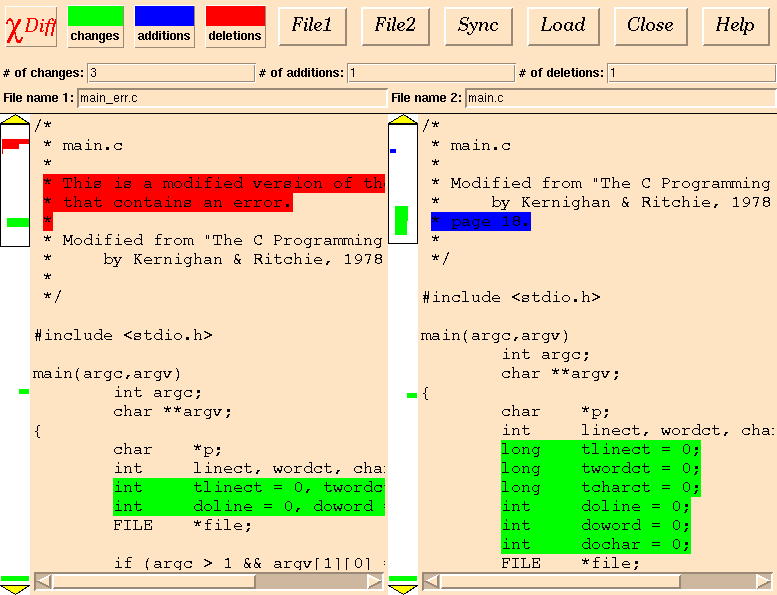 χDiff changes additions deletions File1 File2 Sync Load Close Help
# of changes: 3 # of additions: 1 # of deletions: 1
File name 1: main_err.c File name 2: main.c
/*
 * main.c
 *
 * This is a modified version of th
 * that contains an error.
 *
 * Modified from "The C Programming
 *     by Kernighan & Ritchie, 1978
 *
 */
#include <stdio.h>
main(argc,argv)
        int argc;
        char **argv;
{
        char    *p;
        int     linect, wordct, cha
        int     tlinect = 0, twordc
        int     doline = 0, doword =
        FILE    *file;
        if (argc > 1 && argv[1][0] =
/*
 * main.c
 *
 * Modified from "The C Programming
 *     by Kernighan & Ritchie, 1978
 * page 18.
 *
 */
#include <stdio.h>
main(argc,argv)
        int argc;
        char **argv;
{
        char    *p;
        int     linect, wordct, cha
        long    tlinect = 0;
        long    twordct = 0;
        long    tcharct = 0;
        int     doline = 0;
        int     doword = 0;
        int     dochar = 0;
        FILE    *file;